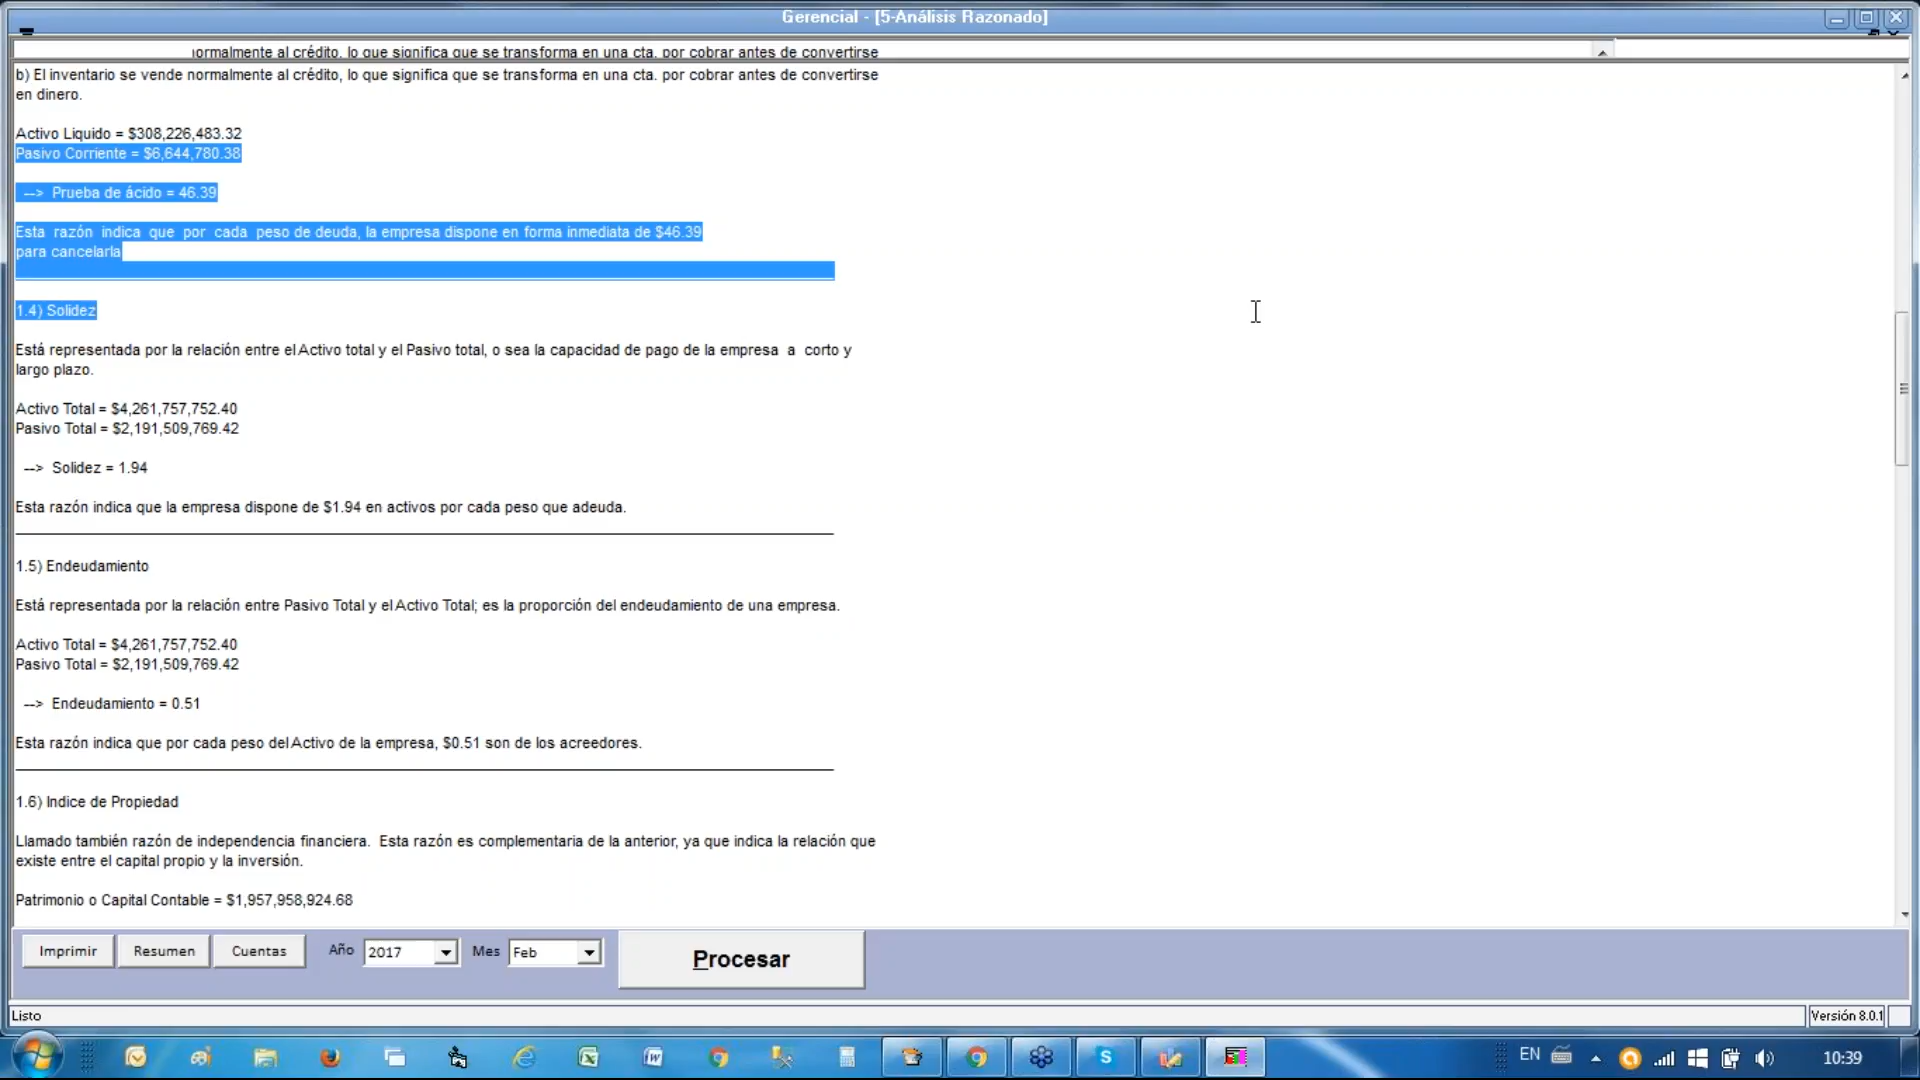 Gerencial - [5-Análisis Razonado]
ormalmente al crédito, lo que significa que se transforma en una cta. por cobrar antes de convertirse
b) El inventario se vende normalmente al crédito, lo que significa que se transforma en una cta. por cobrar antes de convertirse
en dinero.
Activo Liquido = $308,226,483.32
Pasivo Corriente = $6,644,780.38
--> Prueba de ácido = 46.39
Esta razón indica que por cada peso de deuda, la empresa dispone en forma inmediata de $46.39
para cancelarla
1.4) Solidez
Está representada por la relación entre el Activo total y el Pasivo total, o sea la capacidad de pago de la empresa a corto y
largo plazo.
Activo Total = $4,261,757,752.40
Pasivo Total = $2,191,509,769.42
--> Solidez = 1.94
Esta razón indica que la empresa dispone de $1.94 en activos por cada peso que adeuda.
1.5) Endeudamiento
Está representada por la relación entre Pasivo Total y el Activo Total; es la proporción del endeudamiento de una empresa.
Activo Total = $4,261,757,752.40
Pasivo Total = $2,191,509,769.42
--> Endeudamiento = 0.51
Esta razón indica que por cada peso del Activo de la empresa, $0.51 son de los acreedores.
1.6) Indice de Propiedad
Llamado también razón de independencia financiera. Esta razón es complementaria de la anterior, ya que indica la relación que
existe entre el capital propio y la inversión.
Patrimonio o Capital Contable = $1,957,958,924.68
Imprimir Resumen Cuentas Año 2017 Mes Feb Procesar
Listo Versión 8.0.1
EN 10:39